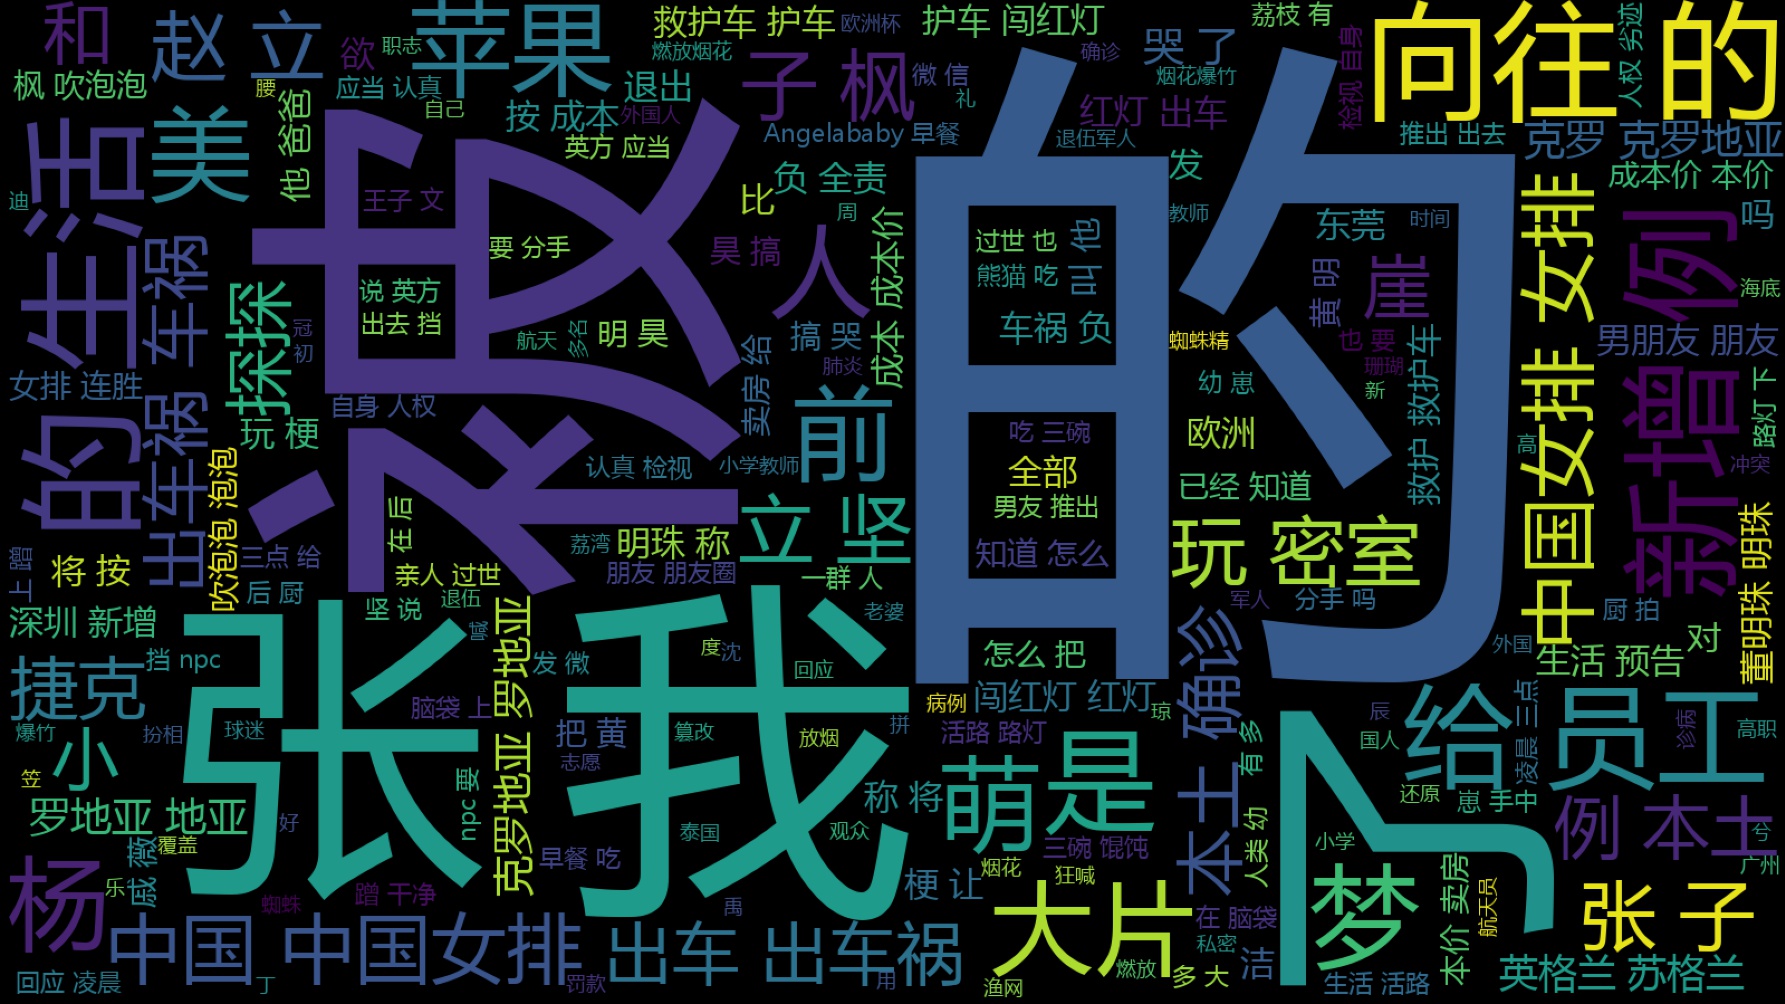 和
赵 立
欲
职志
苹果
救护车 护车
欧洲杯
护车 闯红灯
荔枝 有
向往 的
人权 劣迹
枫 吹泡泡
腰
应当 认真
燃放烟花
退出
子 枫
微 信
确诊
哭 了
烟花爆竹
检视 自身
自己
按 成本
外国人
礼
红灯 出车
推出 出去
克罗 克罗地亚
的 生活
美
他 爸爸
英方 应当
Angelababy 早餐
退伍军人
发
成本价 本价
迪
王子 文
权
比
负 全责
周
的
教师
东莞
时间
中国女排 女排
新增 例
吗
出车祸 车祸
要 分手
昊 搞
人
成本 成本价
过世 也
叫 他
熊猫 吃
黄 明
崖
海底
探探
说 英方
出去 挡
冠
初
航天
多名
明 昊
搞 哭
车祸 负
蜘蛛精
也 要
男朋友 朋友
女排 连胜
卖房 给
肺炎
珊瑚
幼 崽
新
救护 救护车
路灯 下
玩 梗
自身 人权
前
吃 三碗
欧洲
高
吹泡泡 泡泡
认真 检视
小学教师
全部
已经 知道
冲突
在 后
男友 推出
荔湾
明珠 称
立 坚
知道 怎么
玩 密室
董明珠 明珠
将 按
三点 给
亲人 过世
朋友 朋友圈
一群 人
后 厨
退伍
军人
分手 吗
厨 拍
深圳 新增
坚 说
老婆
张
我
克罗地亚 罗地亚
度
沈
怎么 把
确诊 本土
外国
对
捷克
挡 npc
发 微
回应
生活 预告
脑袋 上
病例
闯红灯 红灯
琼
辰
给
员工
凌晨 三点
诊病
高职
爆竹
扮相
球迷
把 黄
篡改
放烟
拼
活路 路灯
有 多
国人
小
笠
志愿
萌
是
还原
崽 手中
罗地亚 地亚
好
npc 要
称 将
例 本土
兮
覆盖
泰国
观众
三碗 馄饨
人类 幼
小学
广州
杨
戚 薇
早餐 吃
烟花
狂喊
梦
本价 卖房
航天员
张 子
乐
蜘蛛
蹭 干净
梗 让
大片
在 脑袋
禹
中国 中国女排
出车 出车祸
私密
洁
回应 凌晨
丁
罚款
用
渔网
燃放
多 大
生活 活路
英格兰 苏格兰